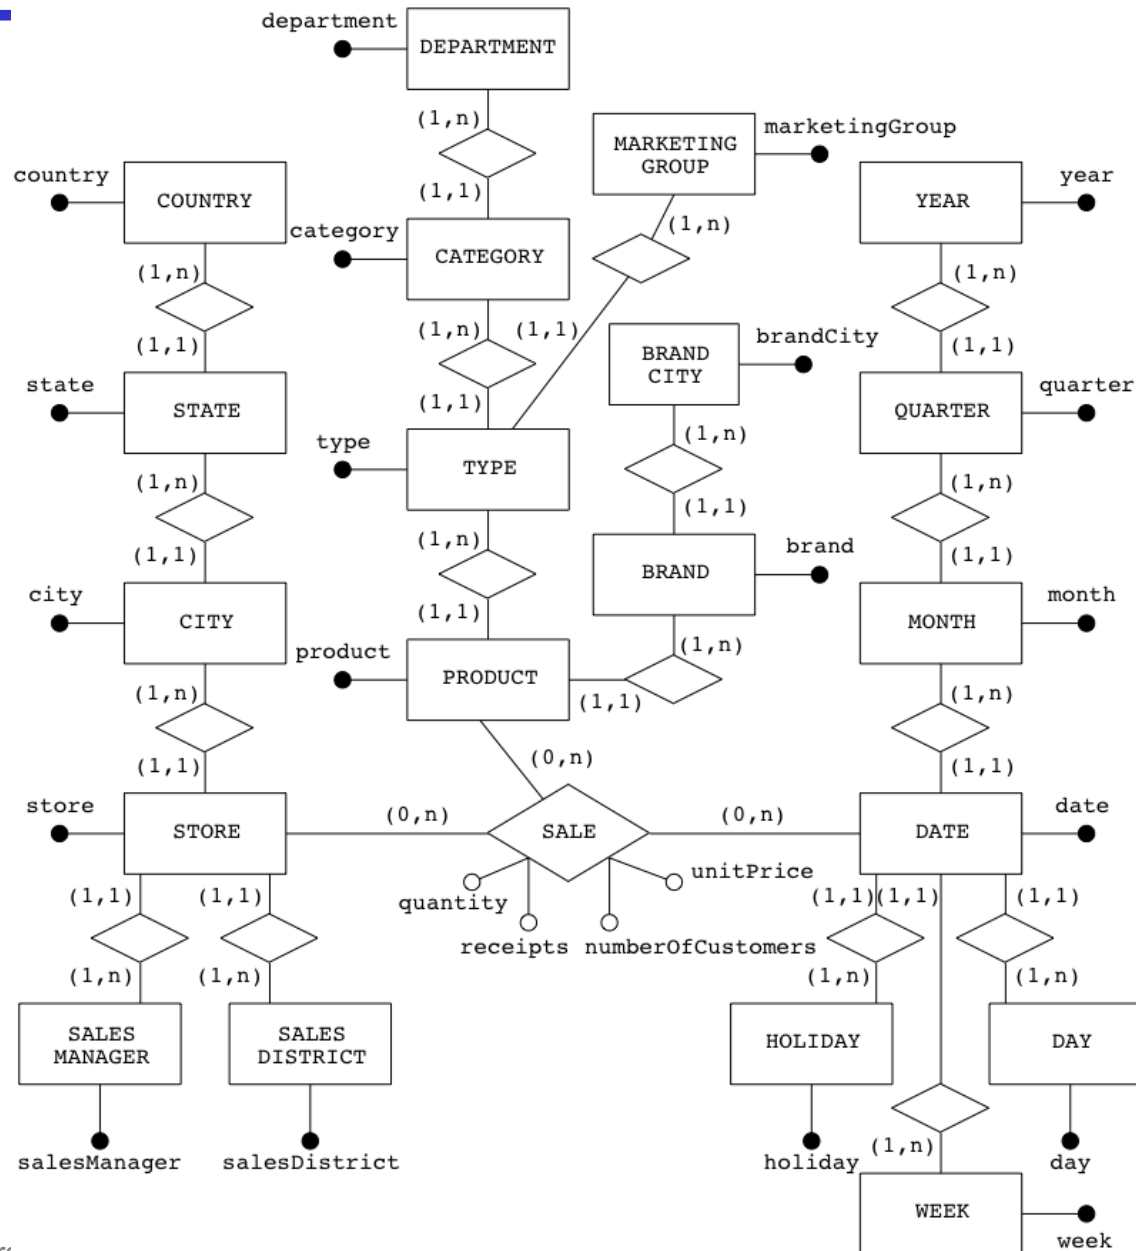 department
DEPARTMENT
(1,n)
(1,1)
category
CATEGORY
(1,n)
(1,1)
type
TYPE
(1,n)
(1,1)
product
PRODUCT
MARKETING
GROUP
marketingGroup
(1,n)
(1,1)
BRAND
CITY
brandCity
(1,n)
(1,1)
BRAND
brand
(1,n)
(1,1)
country
COUNTRY
(1,n)
(1,1)
state
STATE
(1,n)
(1,1)
city
CITY
(1,n)
(1,1)
store
STORE
YEAR
year
(1,n)
(1,1)
QUARTER
quarter
(1,n)
(1,1)
MONTH
month
(1,n)
(1,1)
DATE
date
(0,n)
(0,n)
SALE
(0,n)
quantity
receipts
numberOfCustomers
unitPrice
(1,1)
(1,n)
SALES
MANAGER
salesManager
(1,1)
(1,n)
SALES
DISTRICT
salesDistrict
(1,1)
(1,n)
HOLIDAY
holiday
(1,1)
(1,n)
WEEK
week
(1,1)
(1,n)
DAY
day